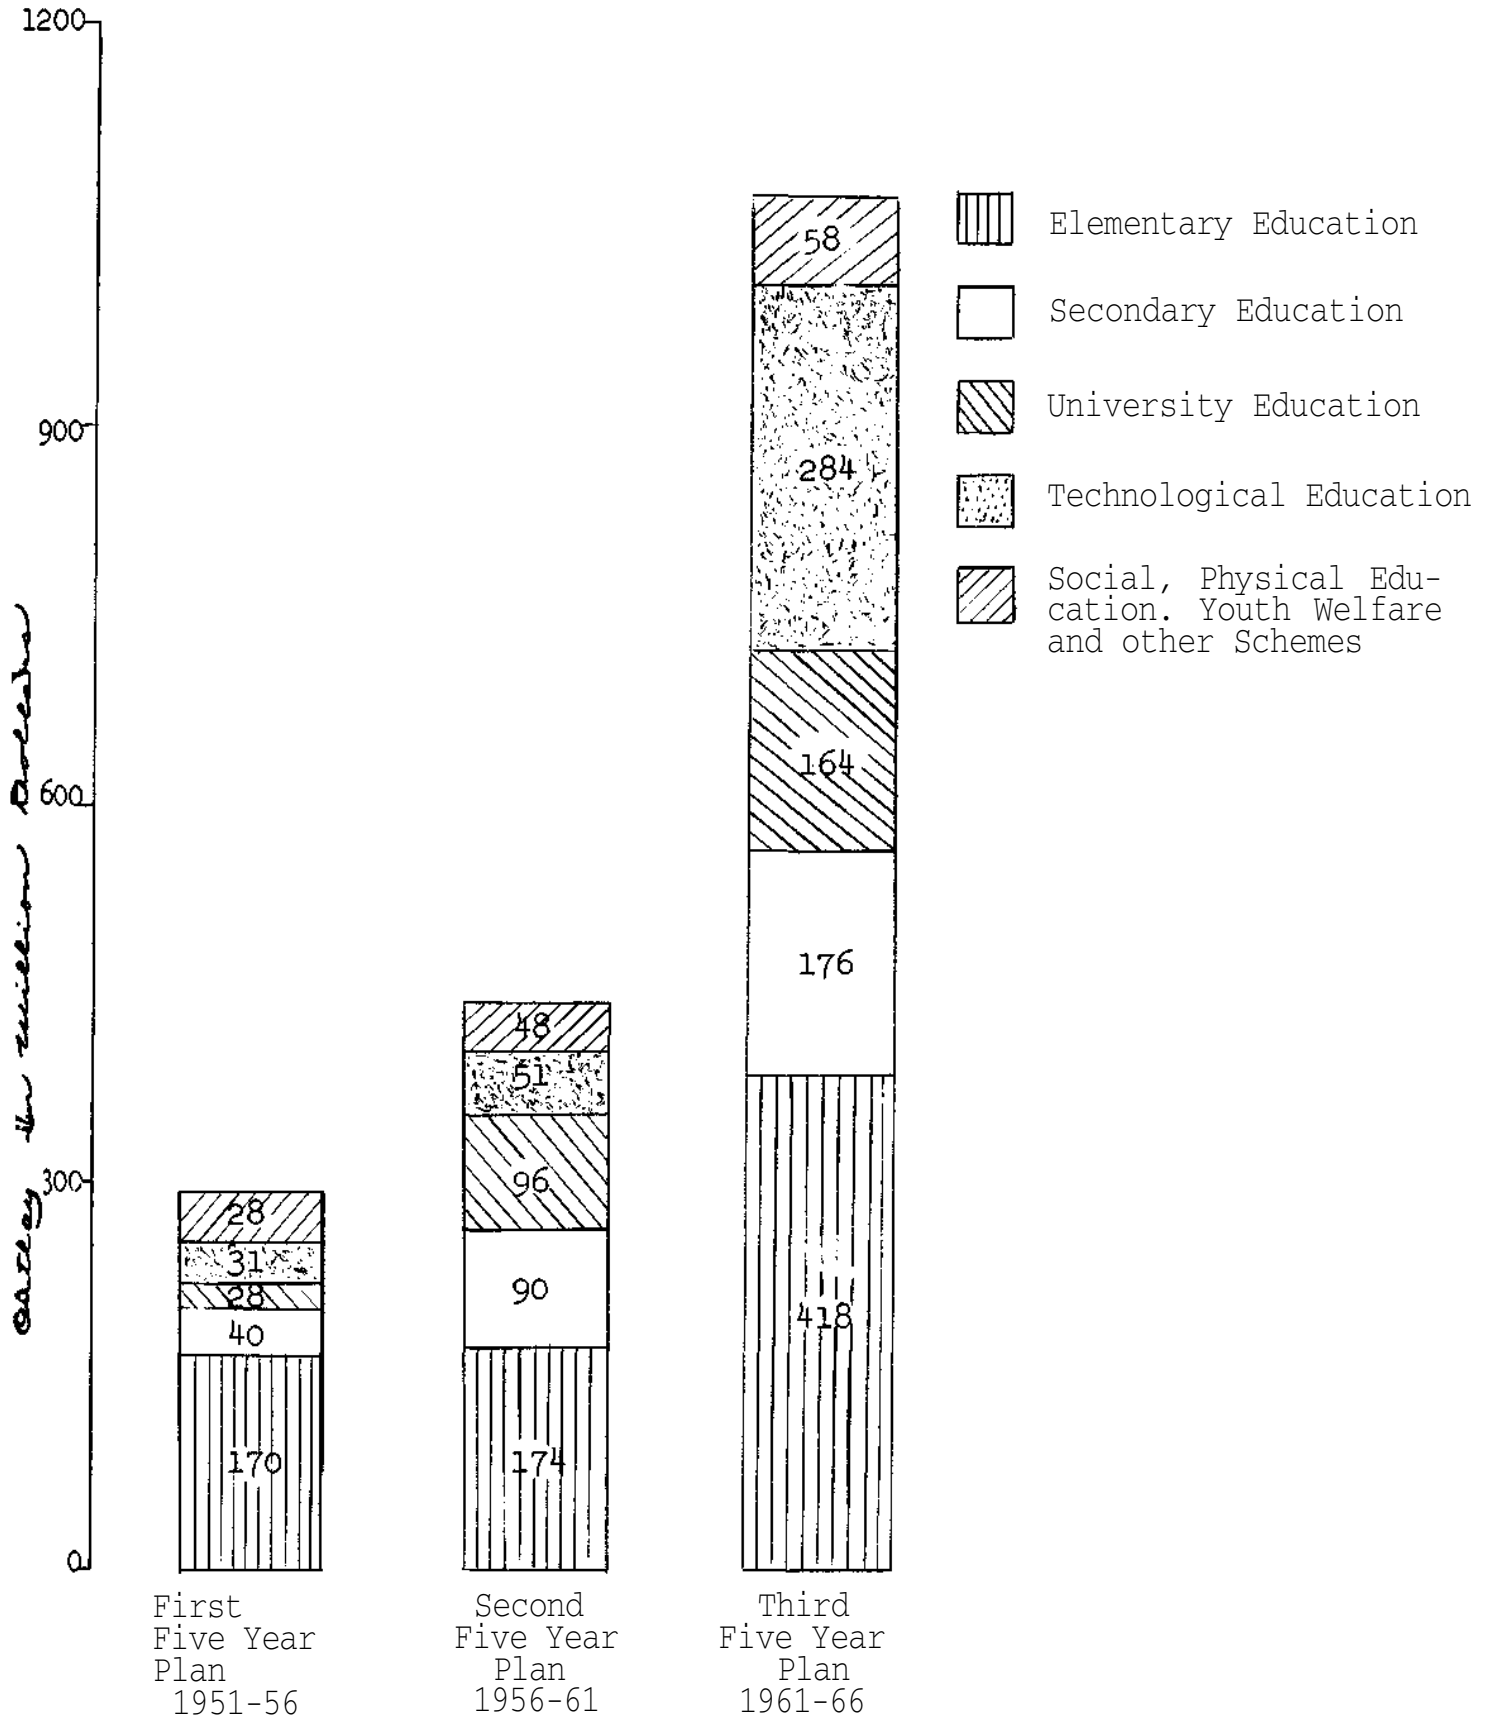 1200
900
600
300
0
Outlay in million Dollars
28
31
28
40
170
48
51
96
90
174
58
284
164
176
418
Elementary Education
Secondary Education
University Education
Technological Education
Social, Physical Edu-
cation. Youth Welfare
and other Schemes
First
Five Year
Plan
1951-56
Second
Five Year
Plan
1956-61
Third
Five Year
Plan
1961-66